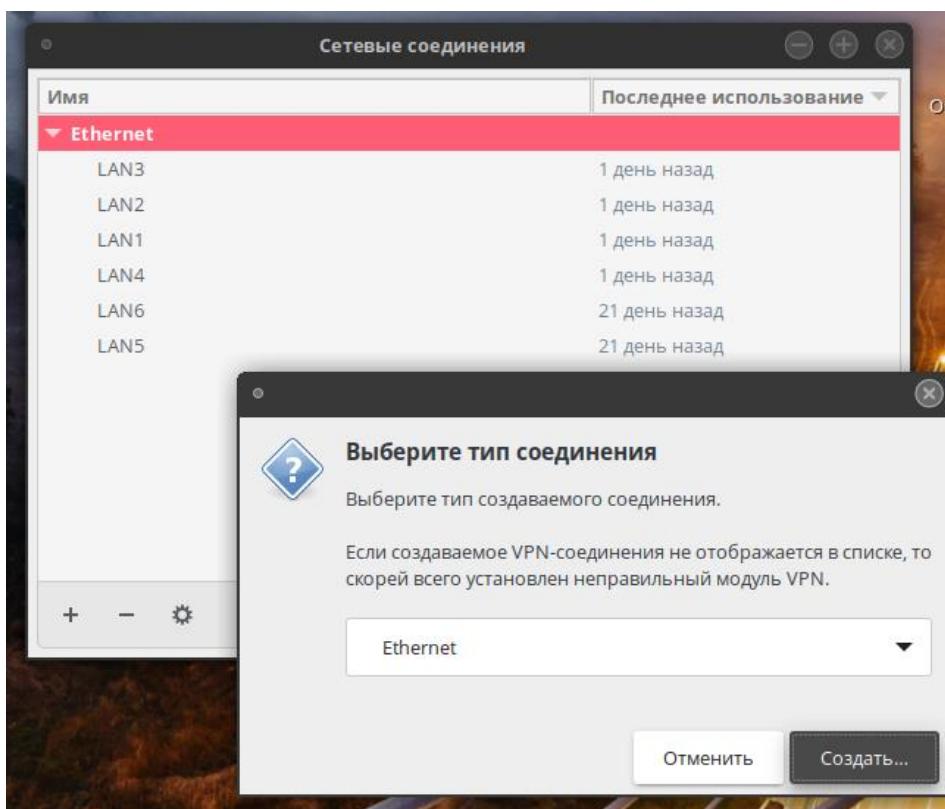 Сетевые соединения
Имя
Последнее использование
Ethernet
LAN3 1 день назад
LAN2 1 день назад
LAN1 1 день назад
LAN4 1 день назад
LAN6 21 день назад
LAN5 21 день назад
Выберите тип соединения
Выберите тип создаваемого соединения.
Если создаваемое VPN-соединения не отображается в списке, то
скорей всего установлен неправильный модуль VPN.
Ethernet
Отменить
Создать...